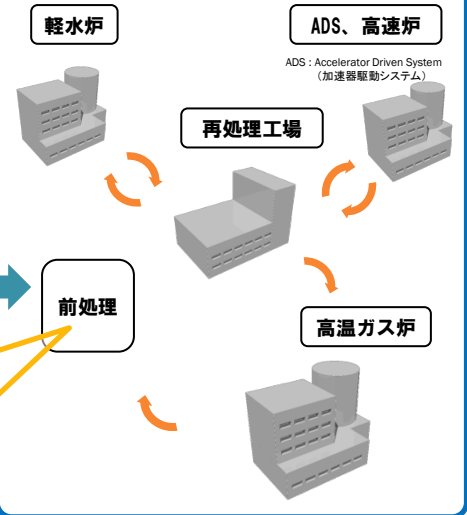 軽水炉
ADS、高速炉
ADS : Accelerator Driven System
（加速器駆動システム）
再処理工場
前処理
高温ガス炉